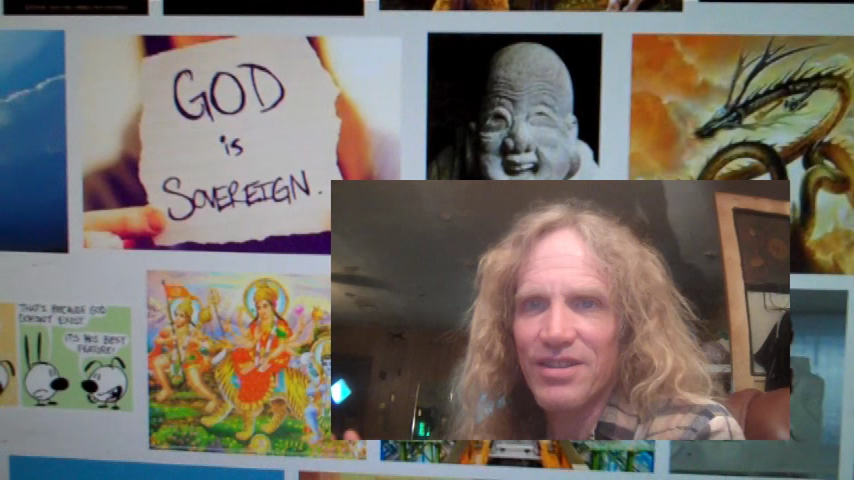 GOD
is
SOVEREIGN.
THAT'S BECAUSE GOD
DOESN'T EXIST.
IT'S HIS BEST
FEATURE!